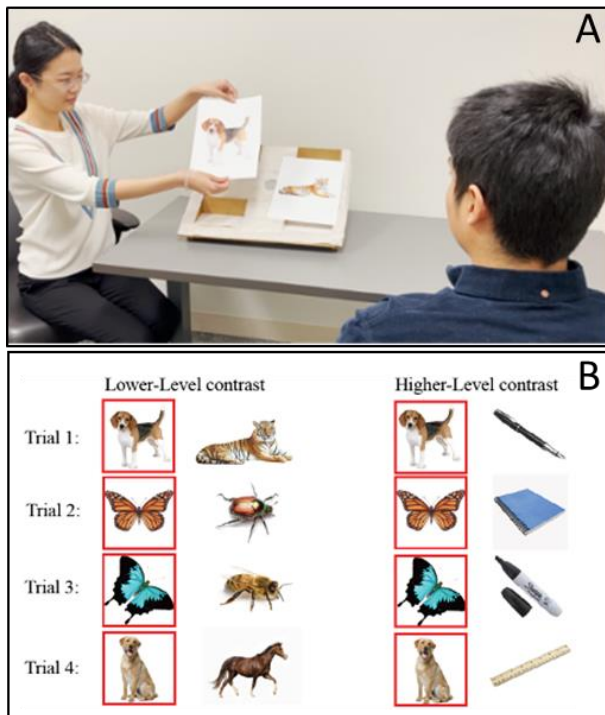 A
B
Lower-Level contrast
Higher-Level contrast
Trial 1:
Trial 2:
Trial 3:
Trial 4: